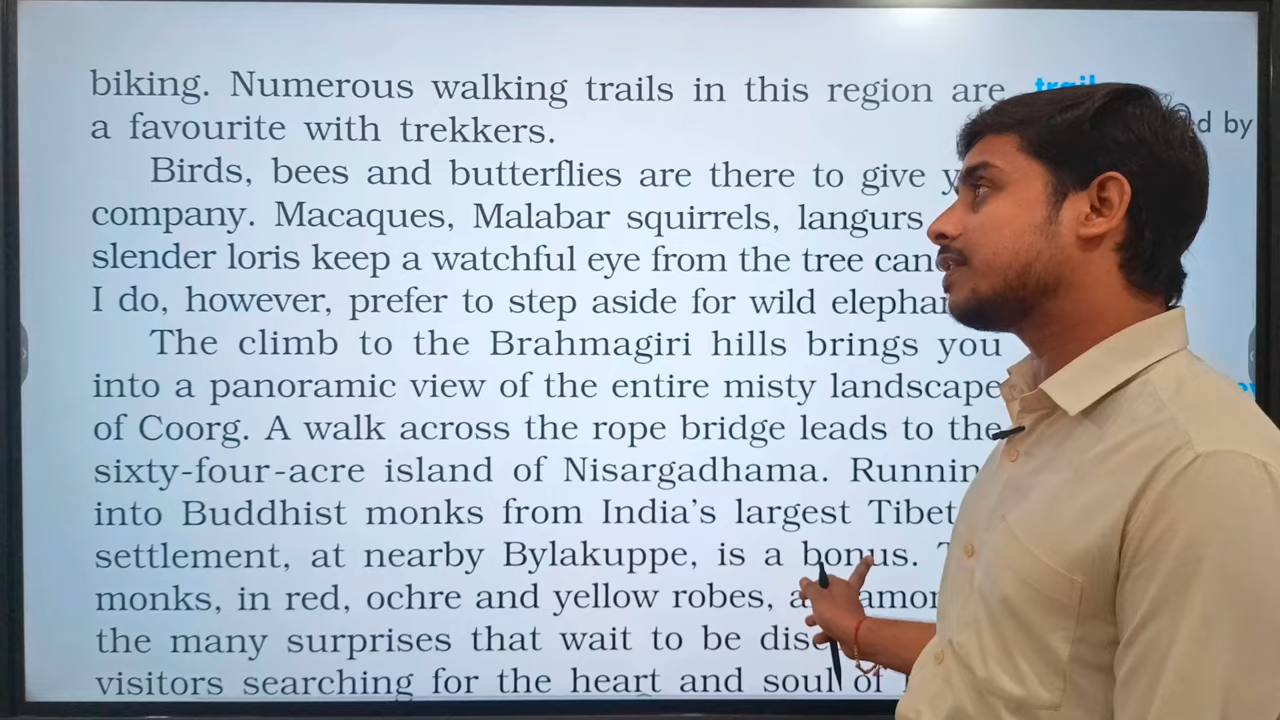 biking. Numerous walking trails in this region are
a favourite with trekkers.
Birds, bees and butterflies are there to give
company. Macaques, Malabar squirrels, langurs
slender loris keep a watchful eye from the tree
I do, however, prefer to step aside for wild
The climb to the Brahmagiri hills brings you
into a panoramic view of the entire misty landscape
of Coorg. A walk across the rope bridge leads to the
sixty-four-acre island of Nisargadhama.
into Buddhist monks from India's largest
settlement, at nearby Bylakuppe, is a bonus.
monks, in red, ochre and yellow robes,
the many surprises that wait to be
visitors searching for the heart and soul of
trail
by